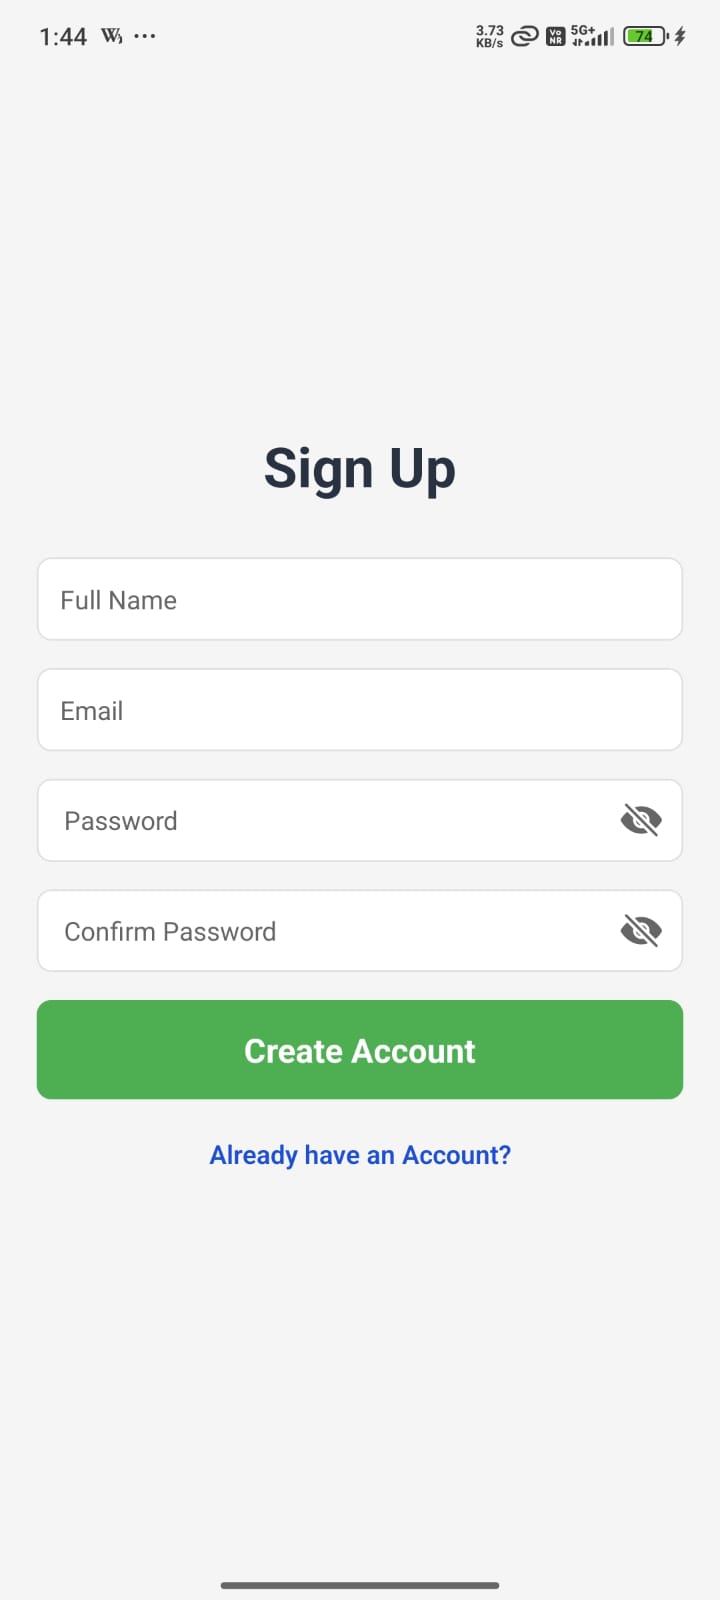 1:44 W ...
3.73 KB/s Vo NR 5G+ 74
Sign Up
Full Name
Email
Password
Confirm Password
Create Account
Already have an Account?